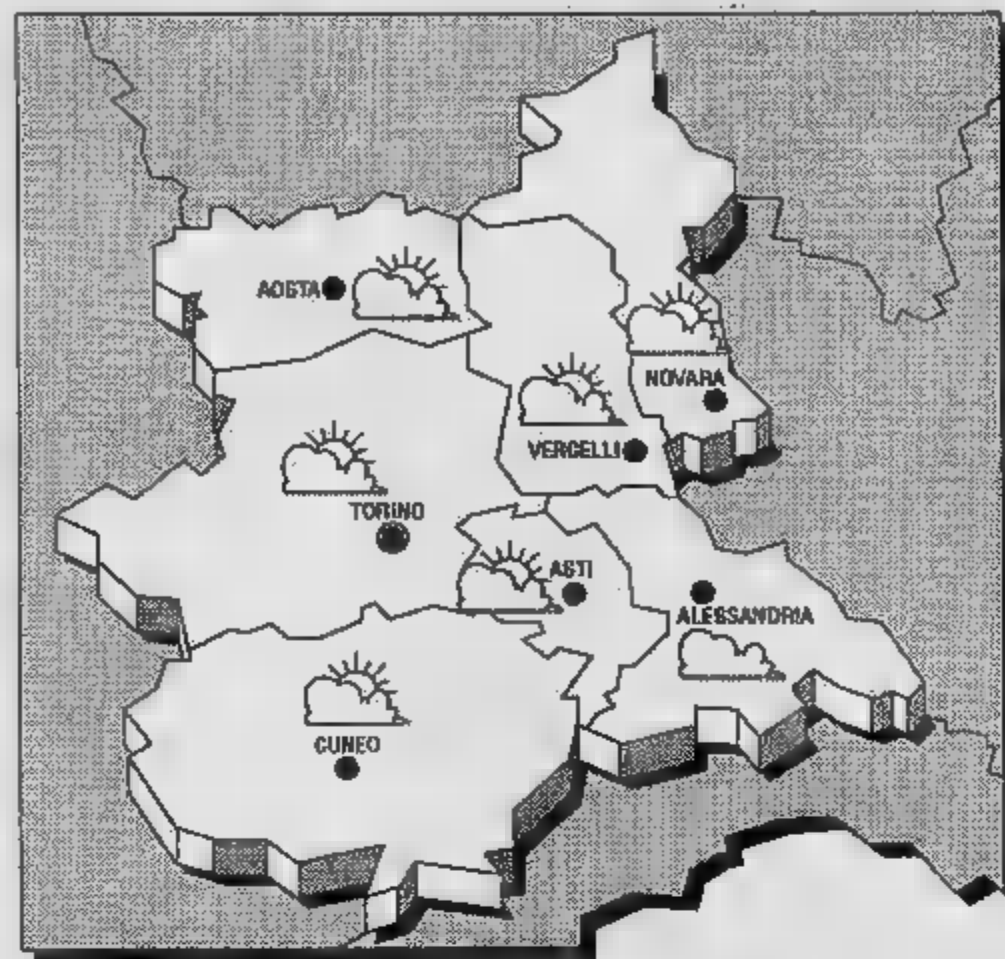 AOSTA
NOVARA
VERCELLI
TORINO
ASTI
ALESSANDRIA
CUNEO